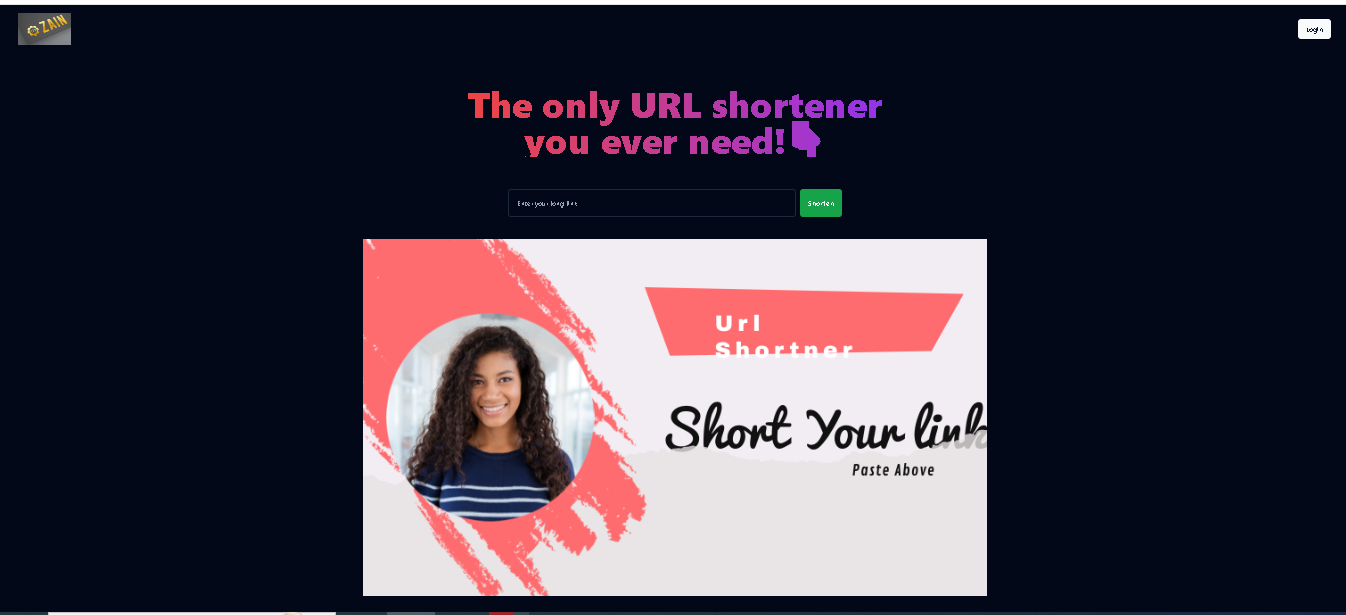 ZAIN
Login
The only URL shortener
you ever need!👇
Enter your long link
Shorten
Url
Shortner
Short Your link
Paste Above